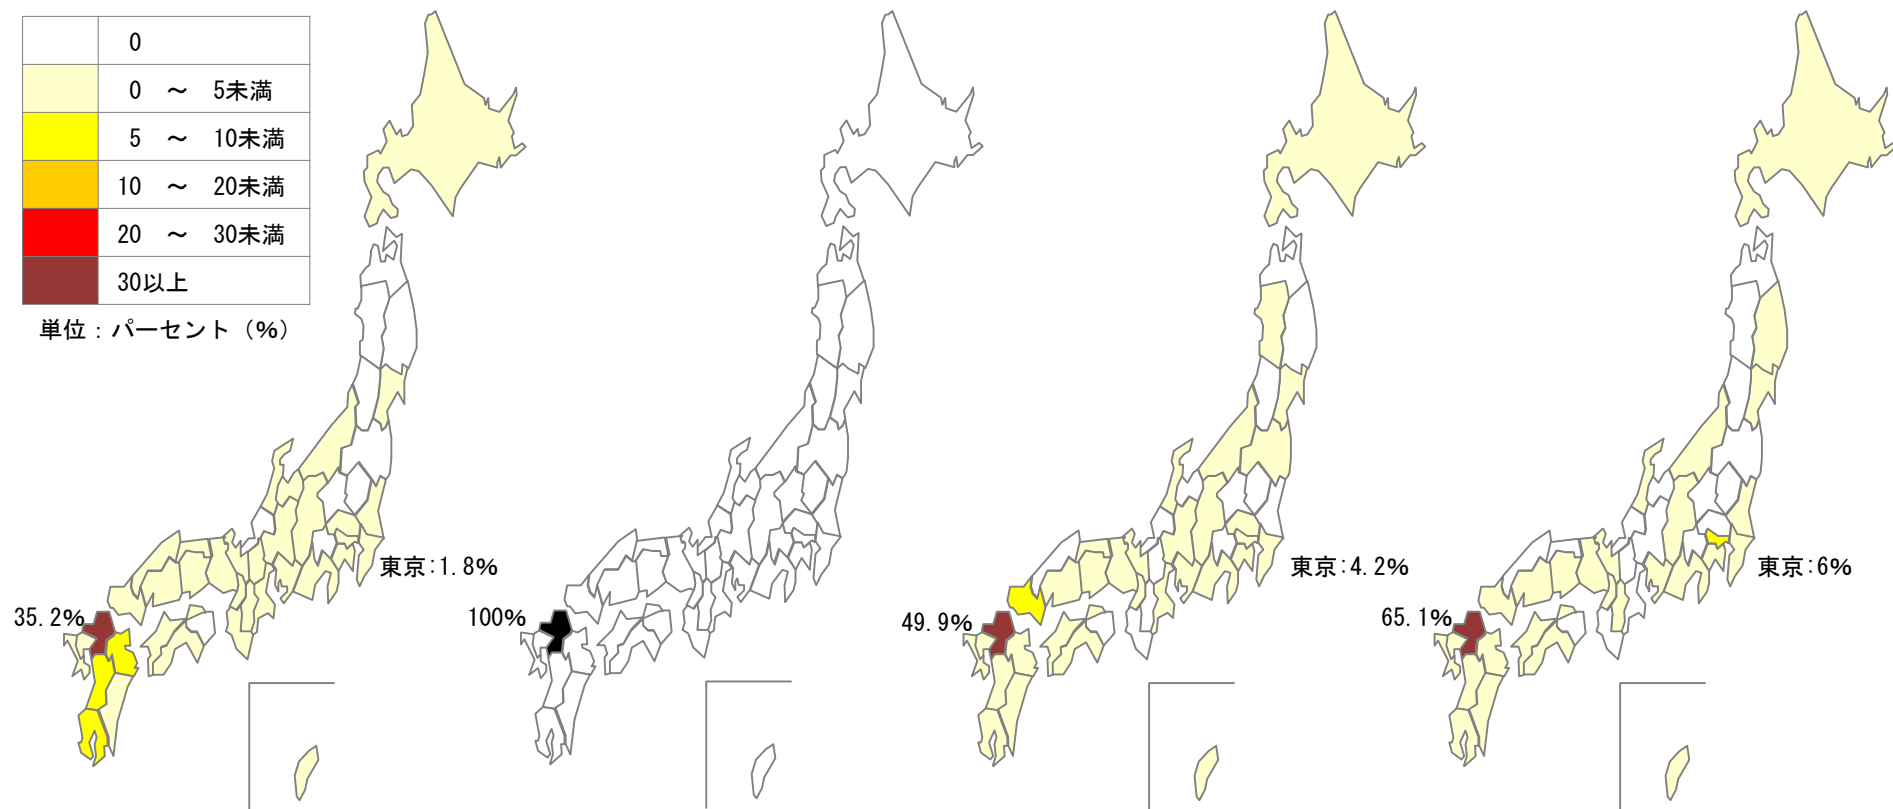 0
0 ～ 5未満
5 ～ 10未満
10 ～ 20未満
20 ～ 30未満
30以上
単位：パーセント（%）
東京:1.8%
35.2%
100%
東京:4.2%
49.9%
東京:6%
65.1%